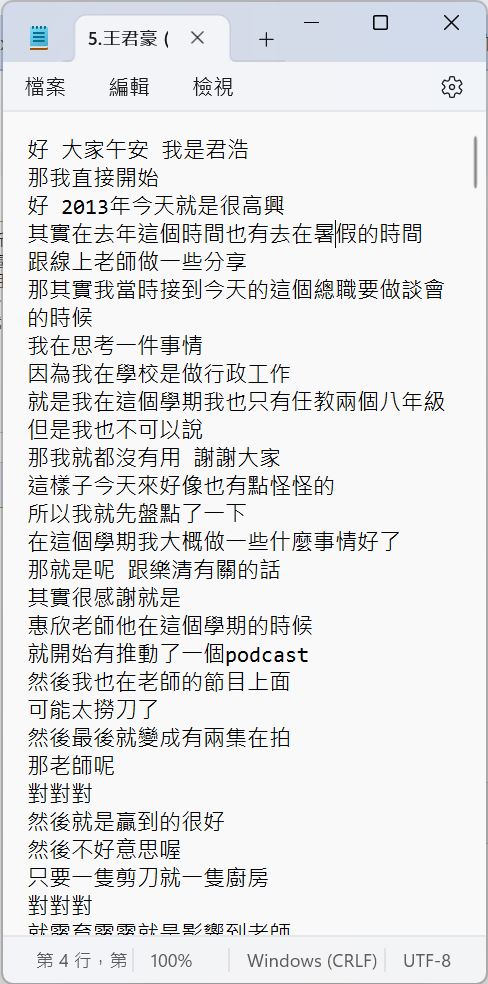 5.王君豪 (
檔案 編輯 檢視
好 大家午安 我是君浩
那我直接開始
好 2013年今天就是很高興
其實在去年這個時間也有去在暑假的時間
跟線上老師做一些分享
那其實我當時接到今天的這個總職要做談會
的時候
我在思考一件事情
因為我在學校是做行政工作
就是我在這個學期我也只有任教兩個八年級
但是我也不可以說
那我就都沒有用 謝謝大家
這樣子今天來好像也有點怪怪的
所以我就先盤點了一下
在這個學期我大概做一些什麼事情好了
那就是呢 跟樂清有關的話
其實很感謝就是
惠欣老師他在這個學期的時候
就開始有推動了一個podcast
然後我也在老師的節目上面
可能太撈刀了
然後最後就變成有兩集在拍
那老師呢
對對對
然後就是贏到的很好
然後不好意思喔
只要一隻剪刀就一隻廚房
對對對
就露育露露就是影響到老師
第 4 行，第 100% Windows (CRLF) UTF-8